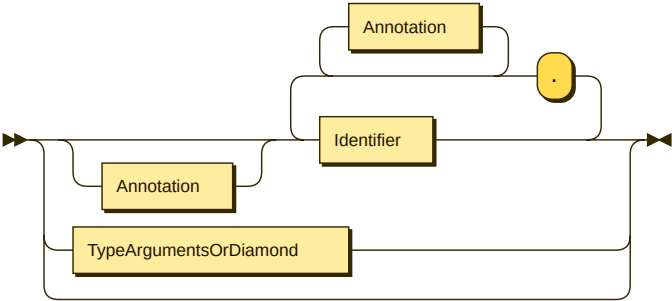 Annotation
.
Identifier
Annotation
TypeArgumentsOrDiamond